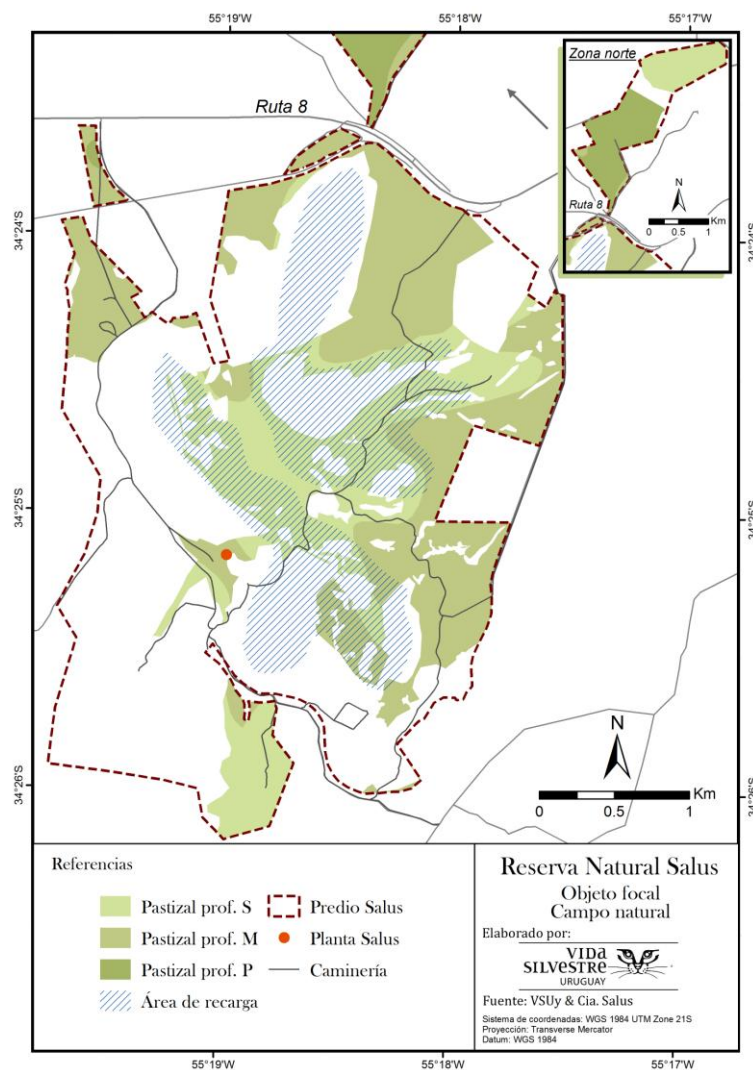 55°19'W
55°18'W
55°17'W
Zona norte
N
Ruta 8
0 0.5 1 Km
Ruta 8
34°24'S
34°24'S
34°25'S
34°25'S
34°26'S
34°26'S
N
0 0.5 1 Km
Referencias
Pastizal prof. S
Predio Salus
Pastizal prof. M
Planta Salus
Pastizal prof. P
Caminería
Área de recarga
Reserva Natural Salus
Objeto focal
Campo natural
Elaborado por:
VIDA
SILVESTRE
URUGUAY
Fuente: VSUy & Cia. Salus
Sistema de coordenadas: WGS 1984 UTM Zone 21S
Proyección: Transverse Mercator
Datum: WGS 1984
55°19'W
55°18'W
55°17'W